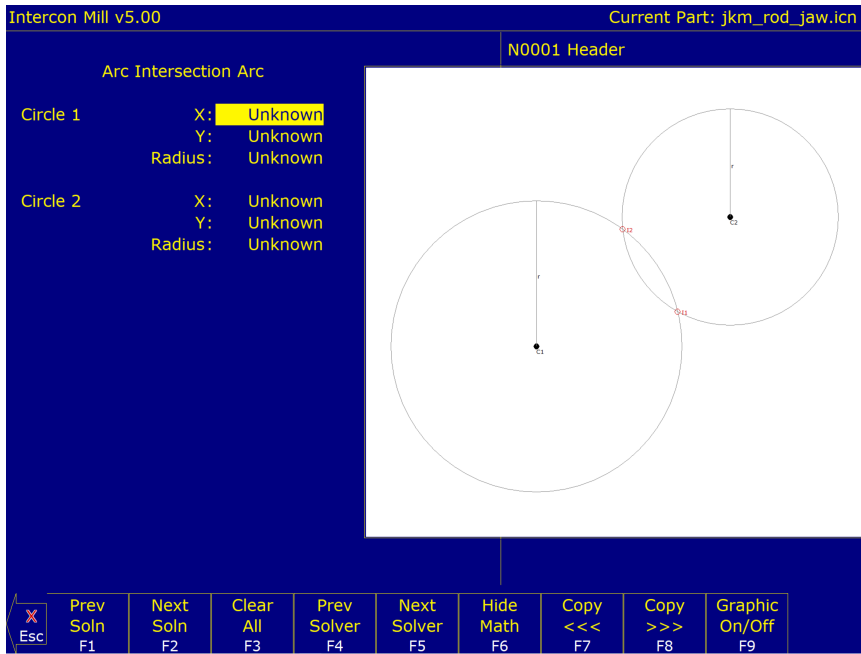 Intercon Mill v5.00 Current Part: jkm_rod_jaw.icn
N0001 Header
Arc Intersection Arc
Circle 1 X: Unknown
Y: Unknown
Radius: Unknown
Circle 2 X: Unknown
Y: Unknown
Radius: Unknown
r
C2
I2
r
I1
C1
X Esc
Prev Soln F1
Next Soln F2
Clear All F3
Prev Solver F4
Next Solver F5
Hide Math F6
Copy <<< F7
Copy >>> F8
Graphic On/Off F9